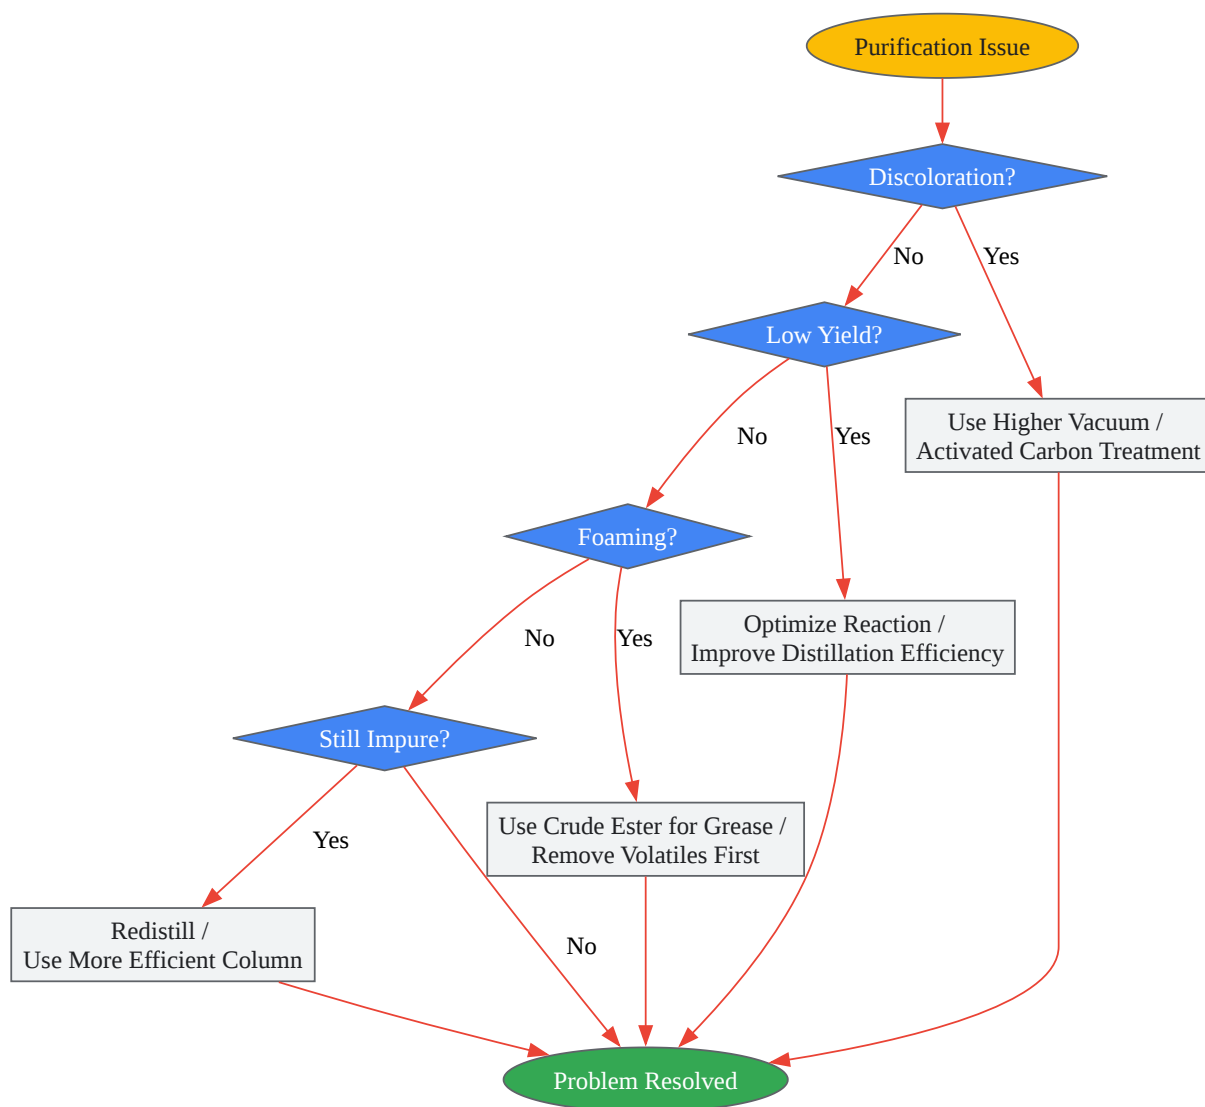 Purification Issue
Discoloration?
No
Yes
Low Yield?
Use Higher Vacuum /
Activated Carbon Treatment
No
Yes
Foaming?
Optimize Reaction /
Improve Distillation Efficiency
No
Yes
Still Impure?
Use Crude Ester for Grease /
Remove Volatiles First
Yes
Redistill /
Use More Efficient Column
No
Problem Resolved